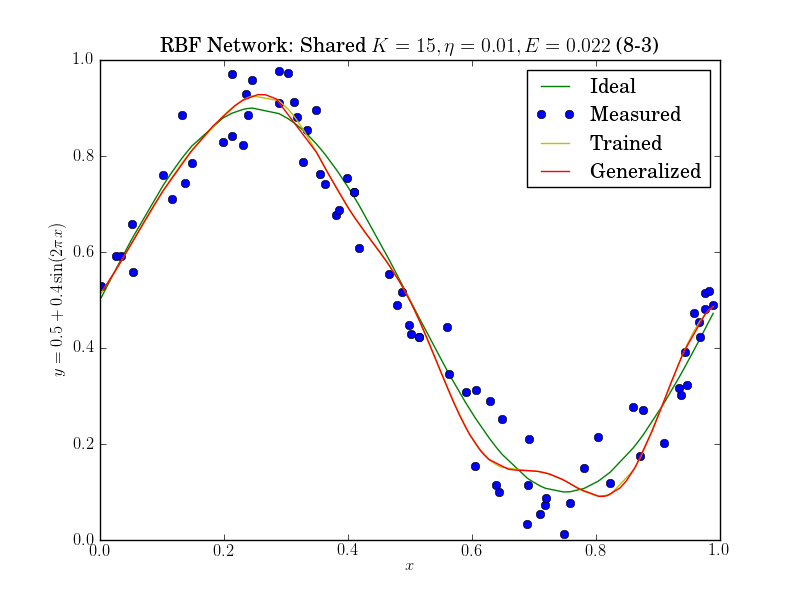 RBF Network: Shared K = 15, η = 0.01, E = 0.022 (8-3)
Ideal
Measured
Trained
Generalized
y = 0.5 + 0.4 sin(2πx)
1.0
0.8
0.6
0.4
0.2
0.0
0.0 0.2 0.4 0.6 0.8 1.0
x